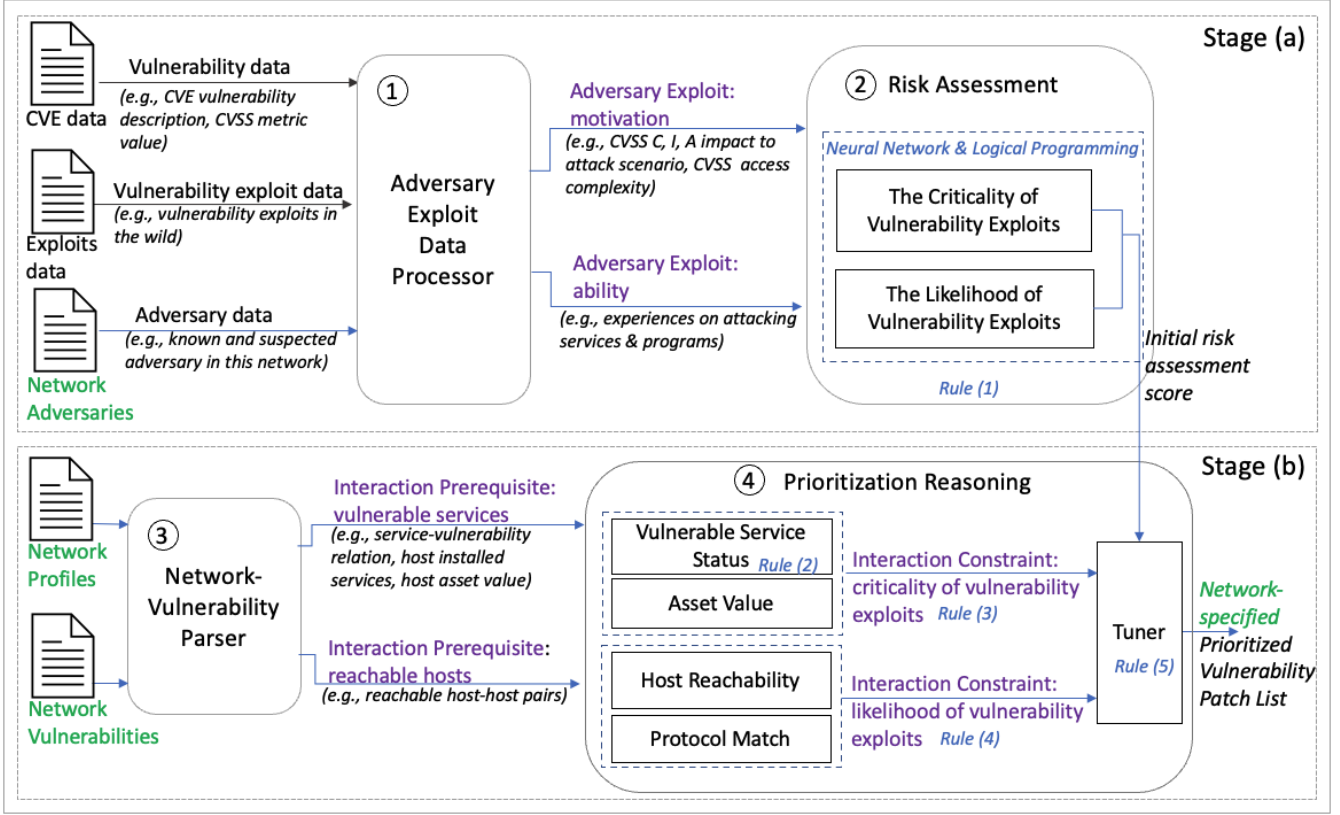 Stage (a)
CVE data
Vulnerability data
(e.g., CVE vulnerability
description, CVSS metric
value)
Exploits
data
Vulnerability exploit data
(e.g., vulnerability exploits in
the wild)
Network
Adversaries
Adversary data
(e.g., known and suspected
adversary in this network)
1
Adversary
Exploit
Data
Processor
Adversary Exploit:
motivation
(e.g., CVSS C, I, A impact to
attack scenario, CVSS access
complexity)
Adversary Exploit:
ability
(e.g., experiences on attacking
services & programs)
2 Risk Assessment
Neural Network & Logical Programming
The Criticality of
Vulnerability Exploits
The Likelihood of
Vulnerability Exploits
Rule (1)
Initial risk
assessment
score
Stage (b)
Network
Profiles
Network
Vulnerabilities
3
Network-
Vulnerability
Parser
Interaction Prerequisite:
vulnerable services
(e.g., service-vulnerability
relation, host installed
services, host asset value)
Interaction Prerequisite:
reachable hosts
(e.g., reachable host-host pairs)
4 Prioritization Reasoning
Vulnerable Service
Status Rule (2)
Asset Value
Host Reachability
Protocol Match
Interaction Constraint:
criticality of vulnerability
exploits Rule (3)
Interaction Constraint:
likelihood of vulnerability
exploits Rule (4)
Tuner
Rule (5)
Network-
specified
Prioritized
Vulnerability
Patch List